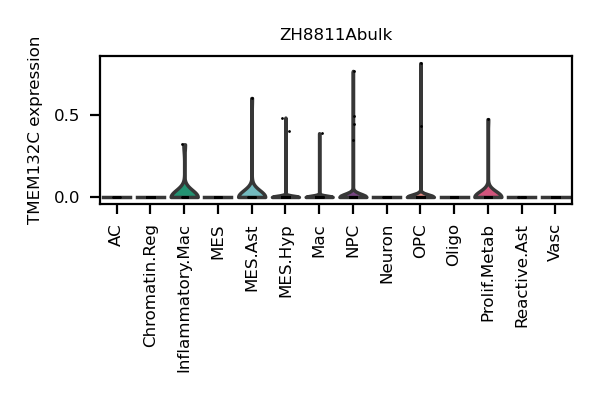 ZH8811Abulk
TMEM132C expression
0.5
0.0
AC
Chromatin.Reg
Inflammatory.Mac
MES
MES.Ast
MES.Hyp
Mac
NPC
Neuron
OPC
Oligo
Prolif.Metab
Reactive.Ast
Vasc